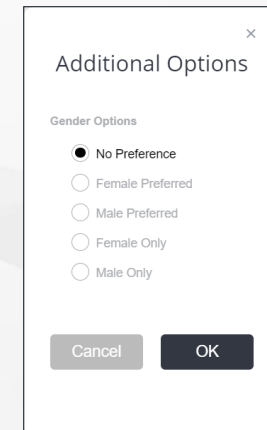 ×
Additional Options
Gender Options
No Preference
Female Preferred
Male Preferred
Female Only
Male Only
Cancel OK